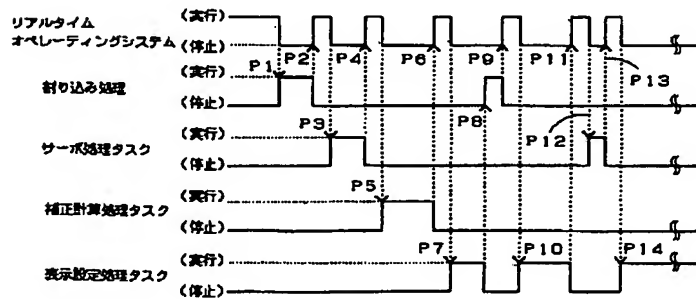 リアルタイム
オペレーティングシステム
(実行)
(停止)
P1
P2
P4
P6
P9
P11
P13
割り込み処理
(実行)
(停止)
P3
P8
P12
サーボ処理タスク
(実行)
(停止)
P5
補正計算処理タスク
(実行)
(停止)
P7
P10
P14
表示設定処理タスク
(実行)
(停止)